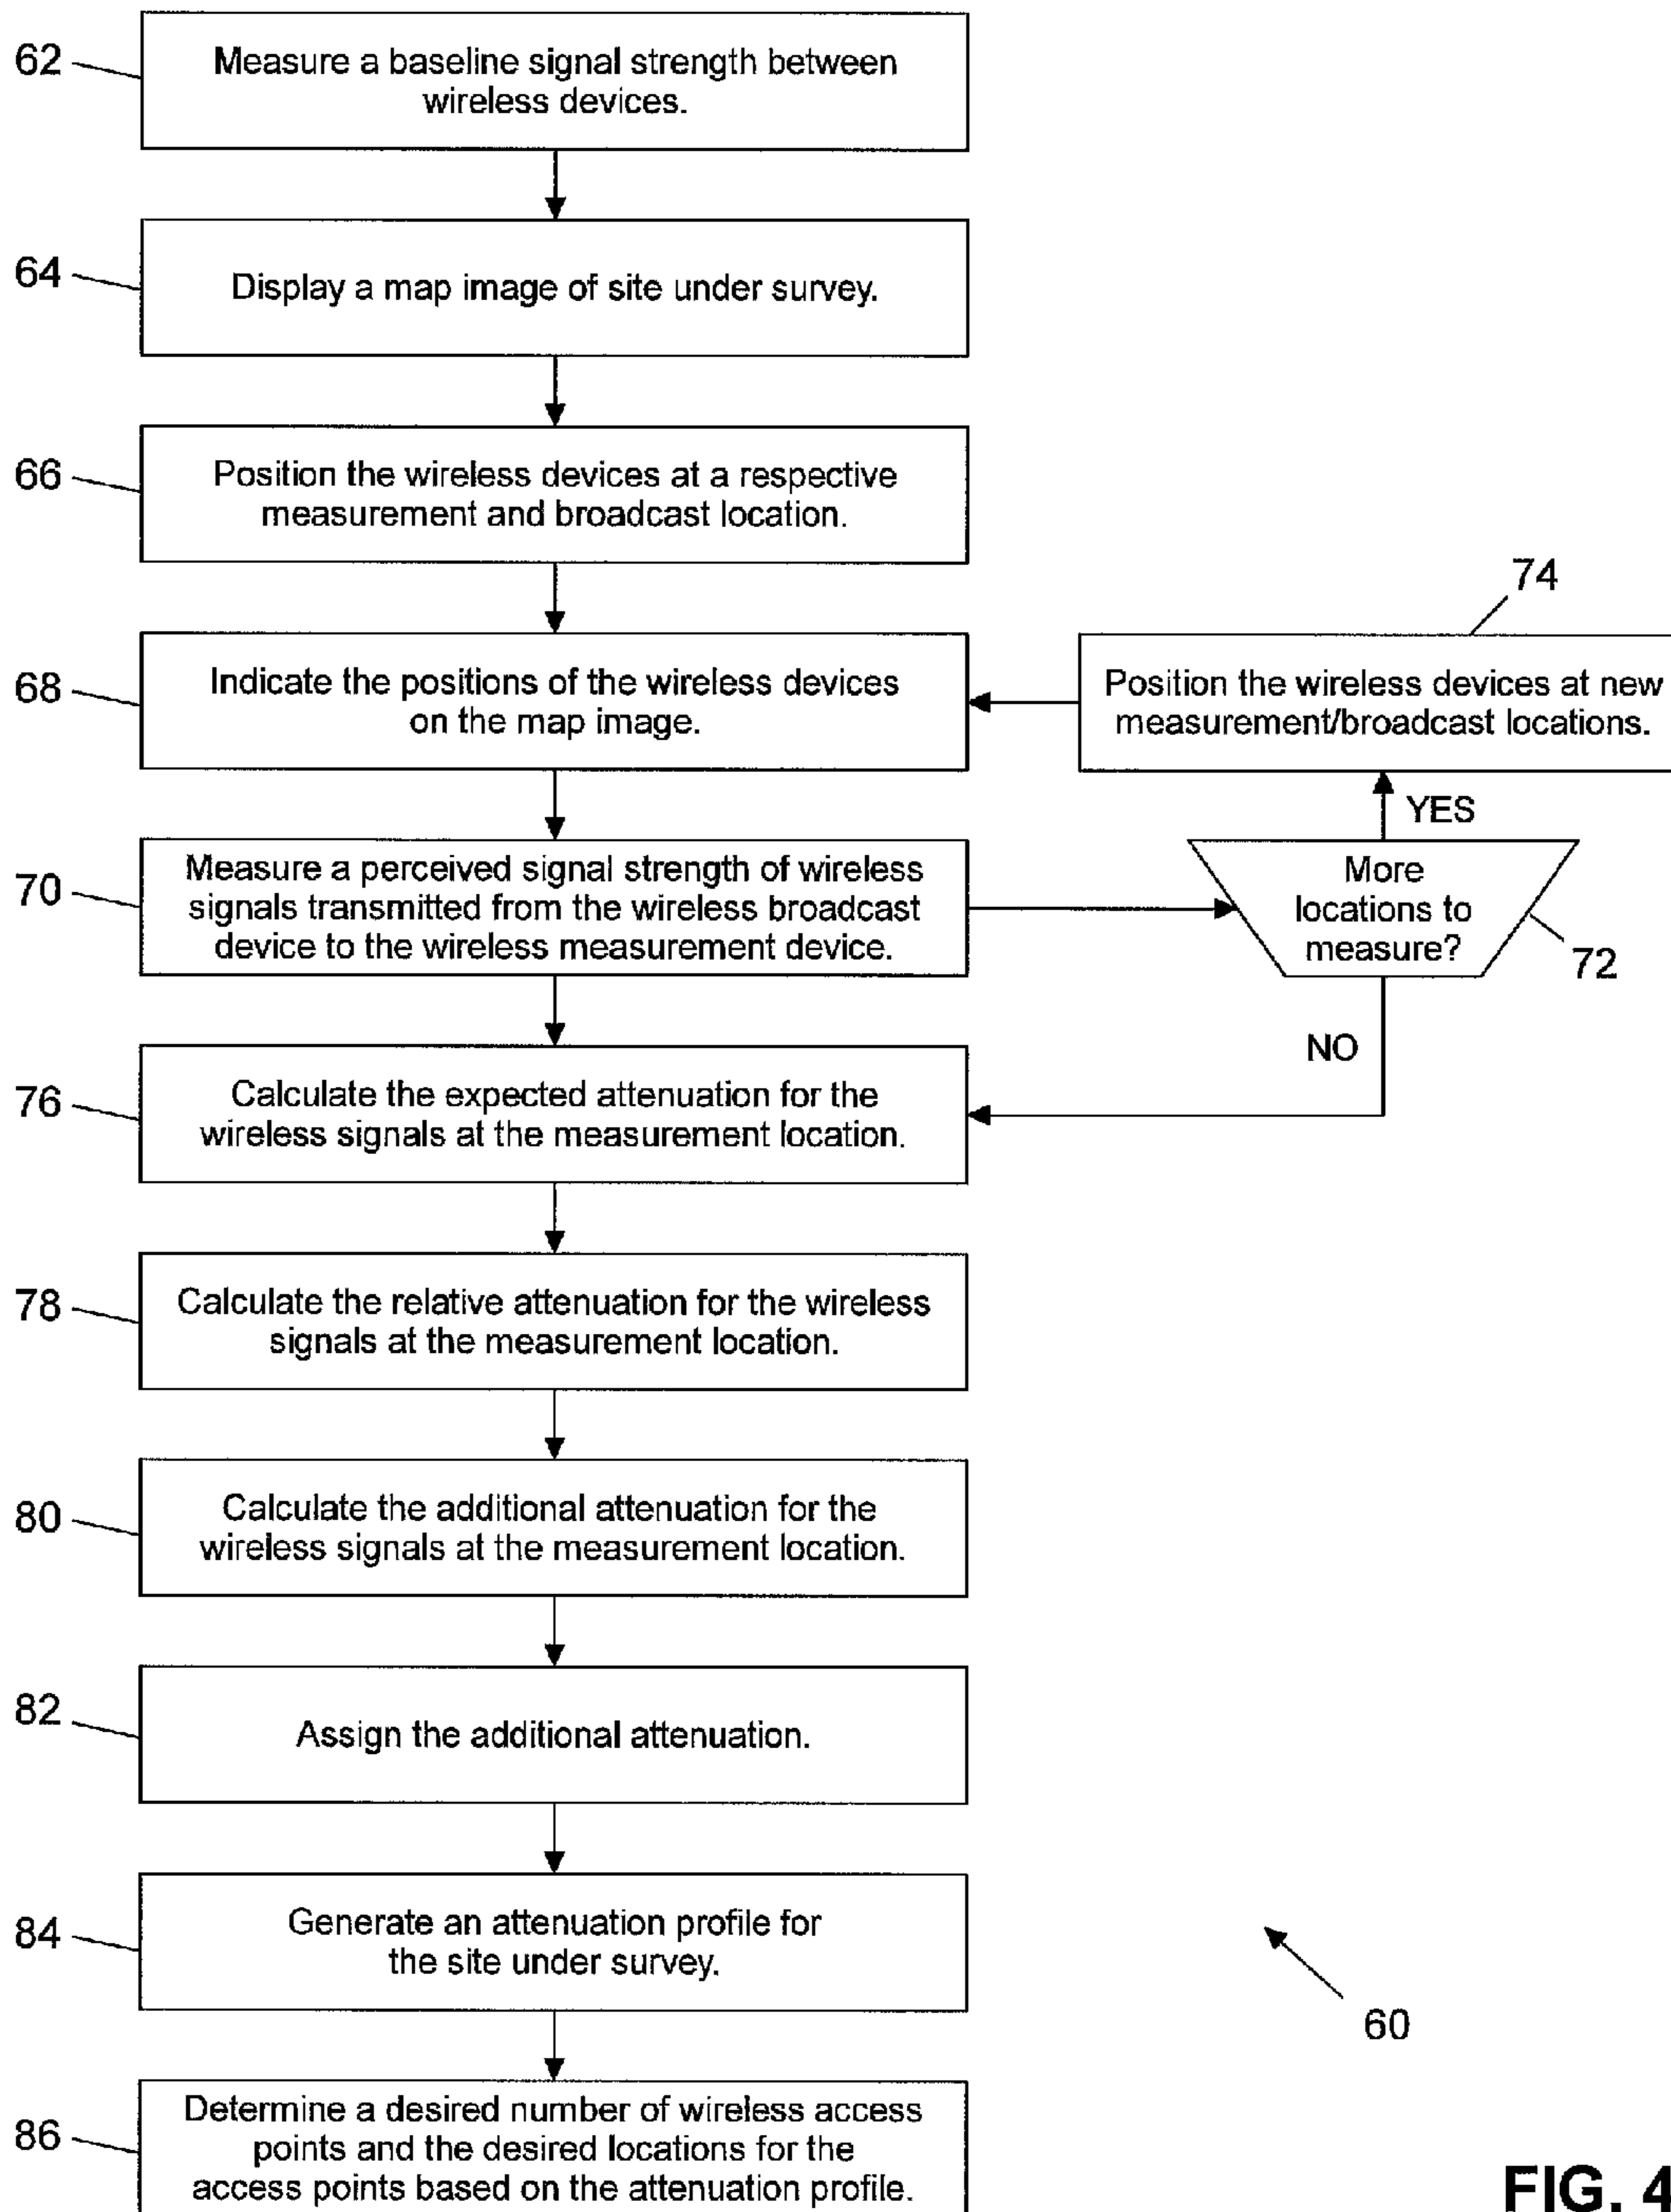 62
Measure a baseline signal strength between
wireless devices.
64
Display a map image of site under survey.
66
Position the wireless devices at a respective
measurement and broadcast location.
74
68
Indicate the positions of the wireless devices
on the map image.
Position the wireless devices at new
measurement/broadcast locations.
YES
70
Measure a perceived signal strength of wireless
signals transmitted from the wireless broadcast
device to the wireless measurement device.
More
locations to
measure?
72
NO
76
Calculate the expected attenuation for the
wireless signals at the measurement location.
78
Calculate the relative attenuation for the wireless
signals at the measurement location.
80
Calculate the additional attenuation for the
wireless signals at the measurement location.
82
Assign the additional attenuation.
84
Generate an attenuation profile for
the site under survey.
60
86
Determine a desired number of wireless access
points and the desired locations for the
access points based on the attenuation profile.
FIG. 4